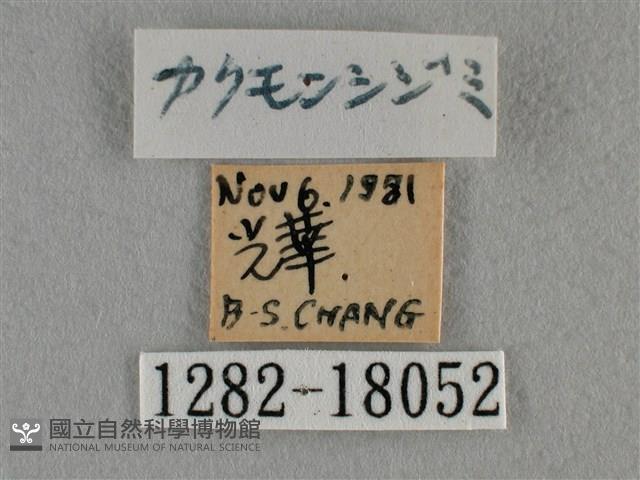 カクモンシジミ
Nov 6. 1981
光華.
B-S. CHANG
1282-18052
國立自然科學博物館
NATIONAL MUSEUM OF NATURAL SCIENCE